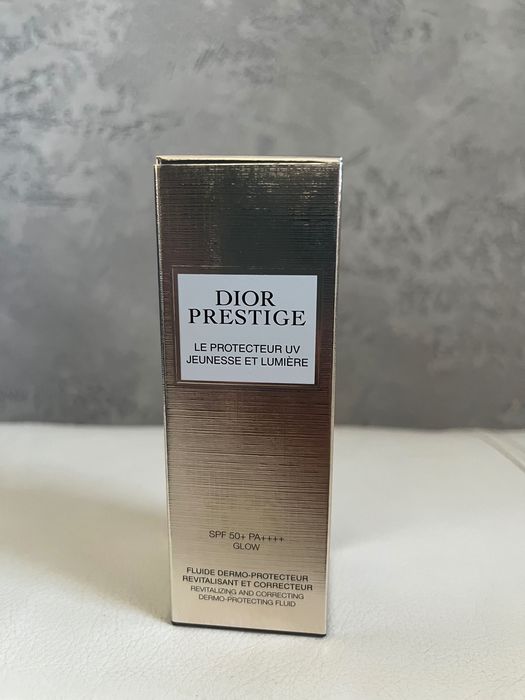 DIOR
PRESTIGE
LE PROTECTEUR UV
JEUNESSE ET LUMIÈRE
SPF 50+ PA++++
GLOW
FLUIDE DERMO-PROTECTEUR
REVITALISANT ET CORRECTEUR
REVITALIZING AND CORRECTING
DERMO-PROTECTING FLUID